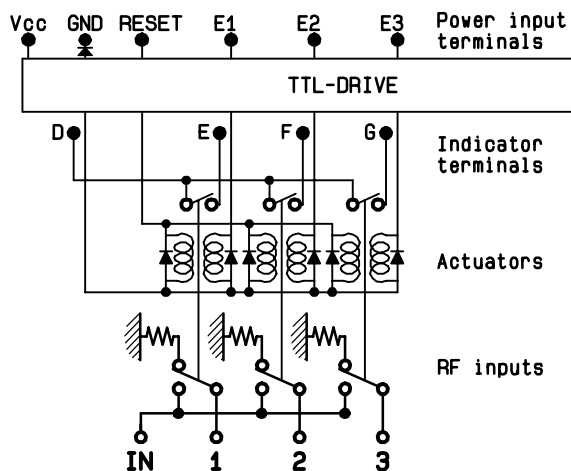 Vcc GND RESET E1 E2 E3 Power input
terminals
TTL-DRIVE
D E F G Indicator
terminals
Actuators
RF inputs
IN 1 2 3